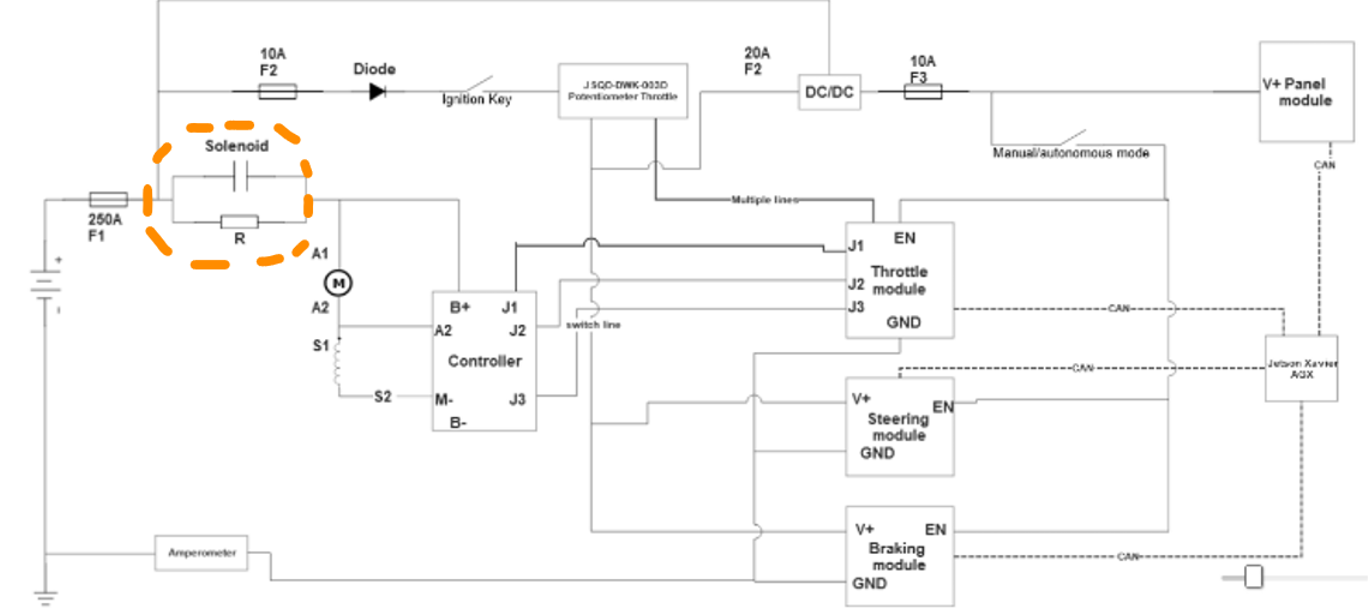 10A
F2
Diode
Ignition Key
JSQD-DWK-003D
Potentiometer Throttle
20A
F2
DC/DC
10A
F3
V+ Panel
module
Manual/autonomous mode
CAN
Solenoid
R
250A
F1
+
-
A1
M
A2
S1
S2
B+
J1
A2
J2
Controller
M-
J3
B-
switch line
Multiple lines
EN
J1
Throttle
J2
module
J3
GND
CAN
CAN
Jetson Xavier
AGX
V+
EN
Steering
module
GND
V+
EN
Braking
module
GND
CAN
Amperometer